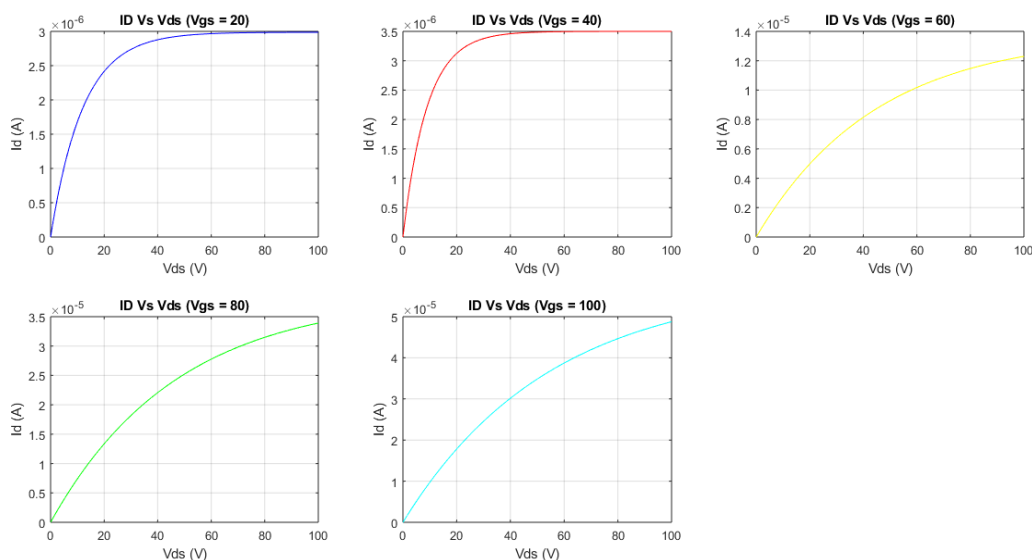 ID Vs Vds (Vgs = 20)
×10^-6
3
2.5
2
1.5
1
0.5
0
Id (A)
0 20 40 60 80 100
Vds (V)
ID Vs Vds (Vgs = 40)
×10^-6
3.5
3
2.5
2
1.5
1
0.5
0
Id (A)
0 20 40 60 80 100
Vds (V)
ID Vs Vds (Vgs = 60)
×10^-5
1.4
1.2
1
0.8
0.6
0.4
0.2
0
Id (A)
0 20 40 60 80 100
Vds (V)
ID Vs Vds (Vgs = 80)
×10^-5
3.5
3
2.5
2
1.5
1
0.5
0
Id (A)
0 20 40 60 80 100
Vds (V)
ID Vs Vds (Vgs = 100)
×10^-5
5
4
3
2
1
0
Id (A)
0 20 40 60 80 100
Vds (V)